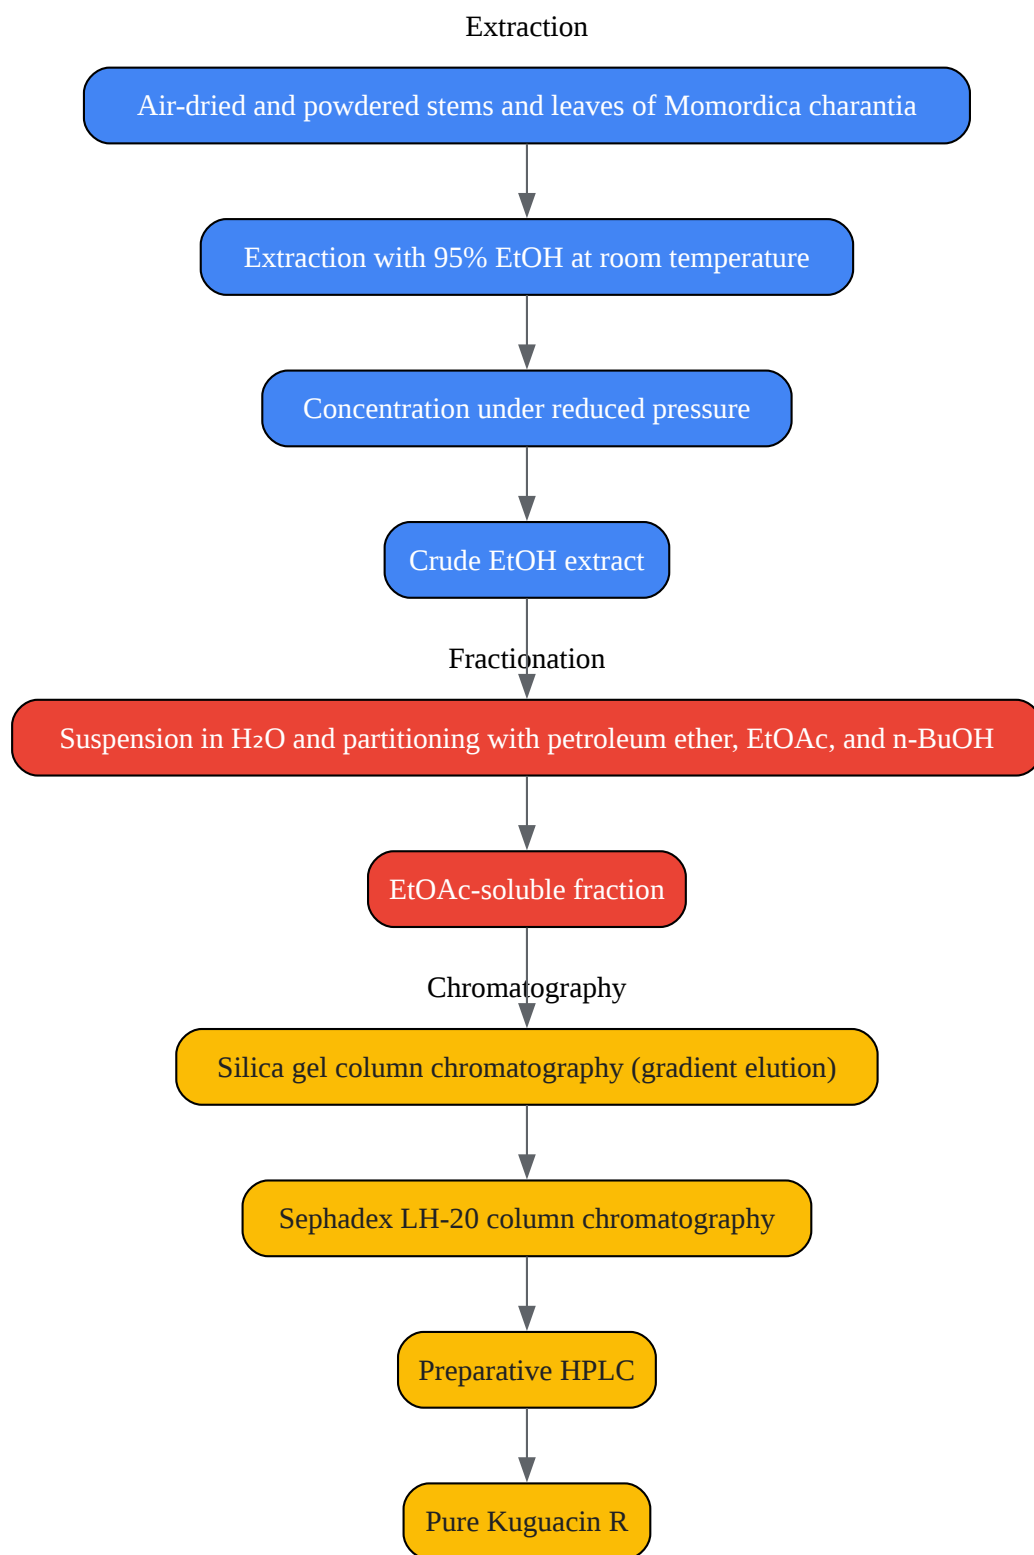 Extraction
Air-dried and powdered stems and leaves of Momordica charantia
Extraction with 95% EtOH at room temperature
Concentration under reduced pressure
Crude EtOH extract
Fractionation
Suspension in H₂O and partitioning with petroleum ether, EtOAc, and n-BuOH
EtOAc-soluble fraction
Chromatography
Silica gel column chromatography (gradient elution)
Sephadex LH-20 column chromatography
Preparative HPLC
Pure Kuguacin R